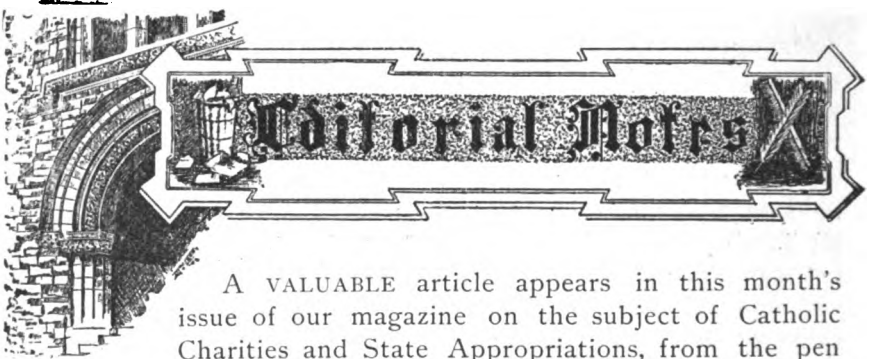 Editorial Notes
A VALUABLE article appears in this month's
issue of our magazine on the subject of Catholic
Charities and State Appropriations, from the pen